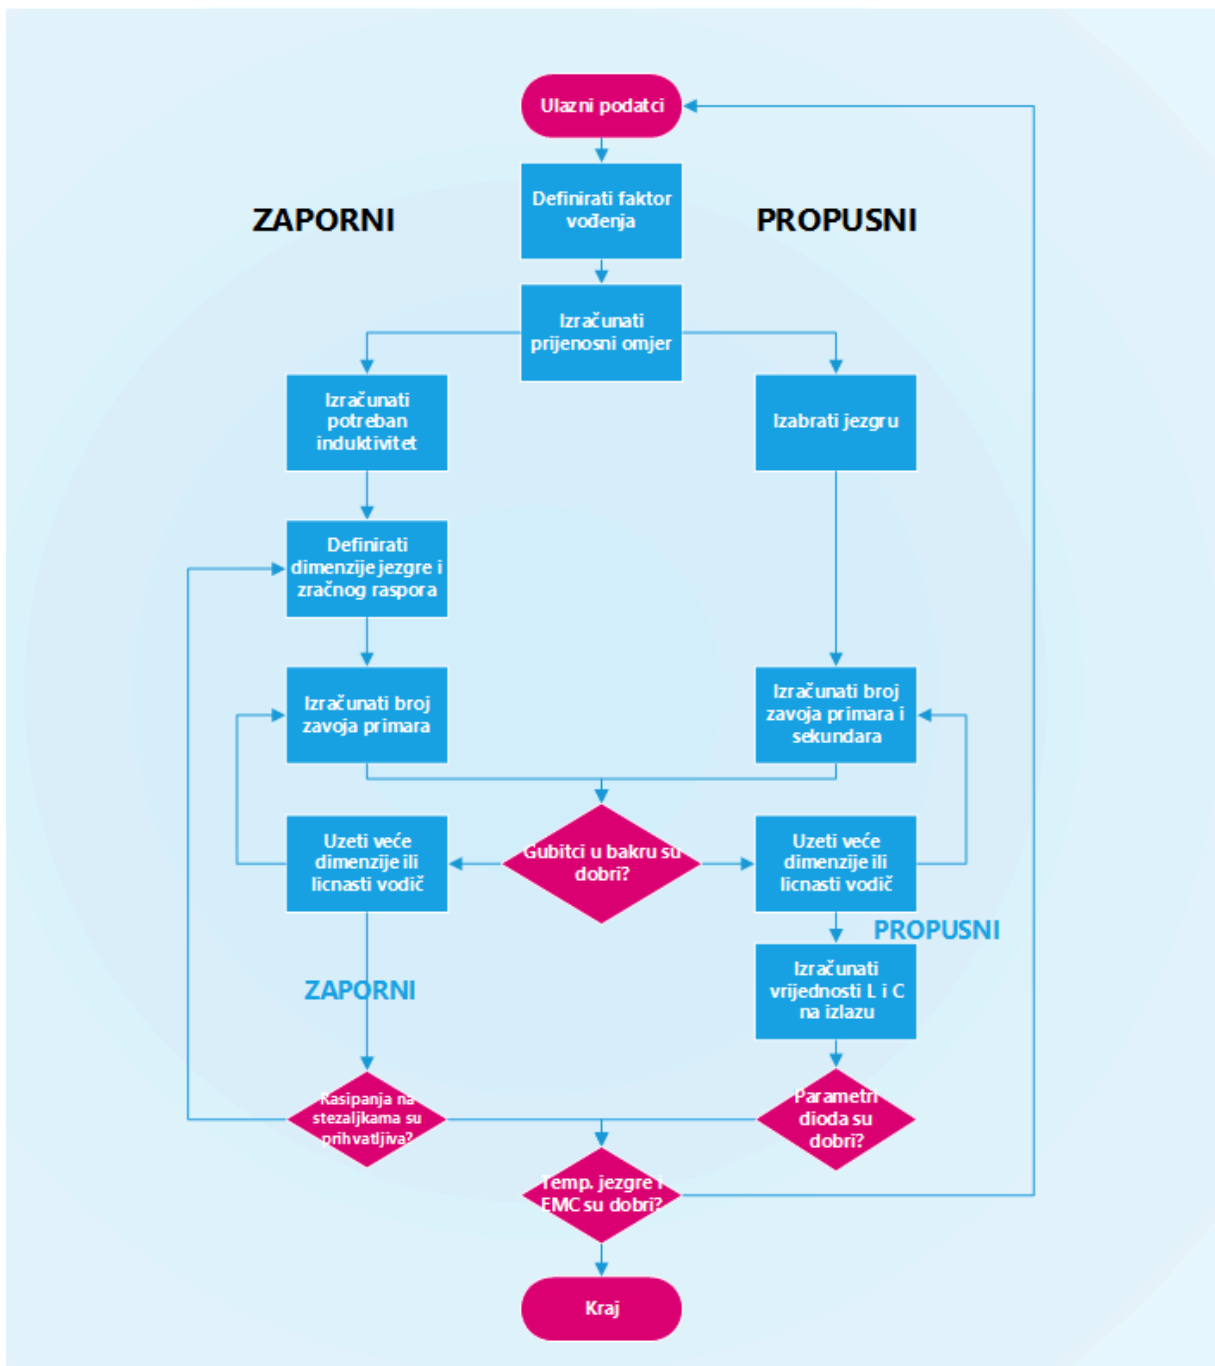 Ulazni podatci
Definirati faktor
vođenja
ZAPORNI
PROPUSNI
Izračunati
prijenosni omjer
Izračunati
potreban
induktivitet
Izabrati jezgru
Definirati
dimenzije jezgre i
zračnog raspora
Izračunati broj
zavoja primara
Izračunati broj
zavoja primara i
sekundara
Gubitci u bakru su
dobri?
Uzeti veće
dimenzije ili
licnasti vodič
Uzeti veće
dimenzije ili
licnasti vodič
PROPUSNI
ZAPORNI
Izračunati
vrijednosti L i C
na izlazu
Rasipanja na
stezaljkama su
prihvatljiva?
Parametri
dioda su
dobri?
Temp. jezgre i
EMC su dobri?
Kraj